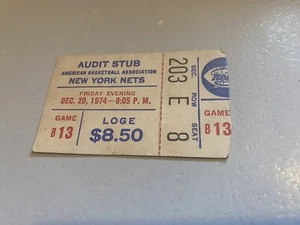 AUDIT STUB
AMERICAN BASKETBALL ASSOCIATION
NEW YORK NETS
FRIDAY EVENING
DEC. 20, 1974—8:05 P. M.
GAME
B13
LOGE
$8.50
203 SEC.
E ROW
8 SEAT
GAME
B13